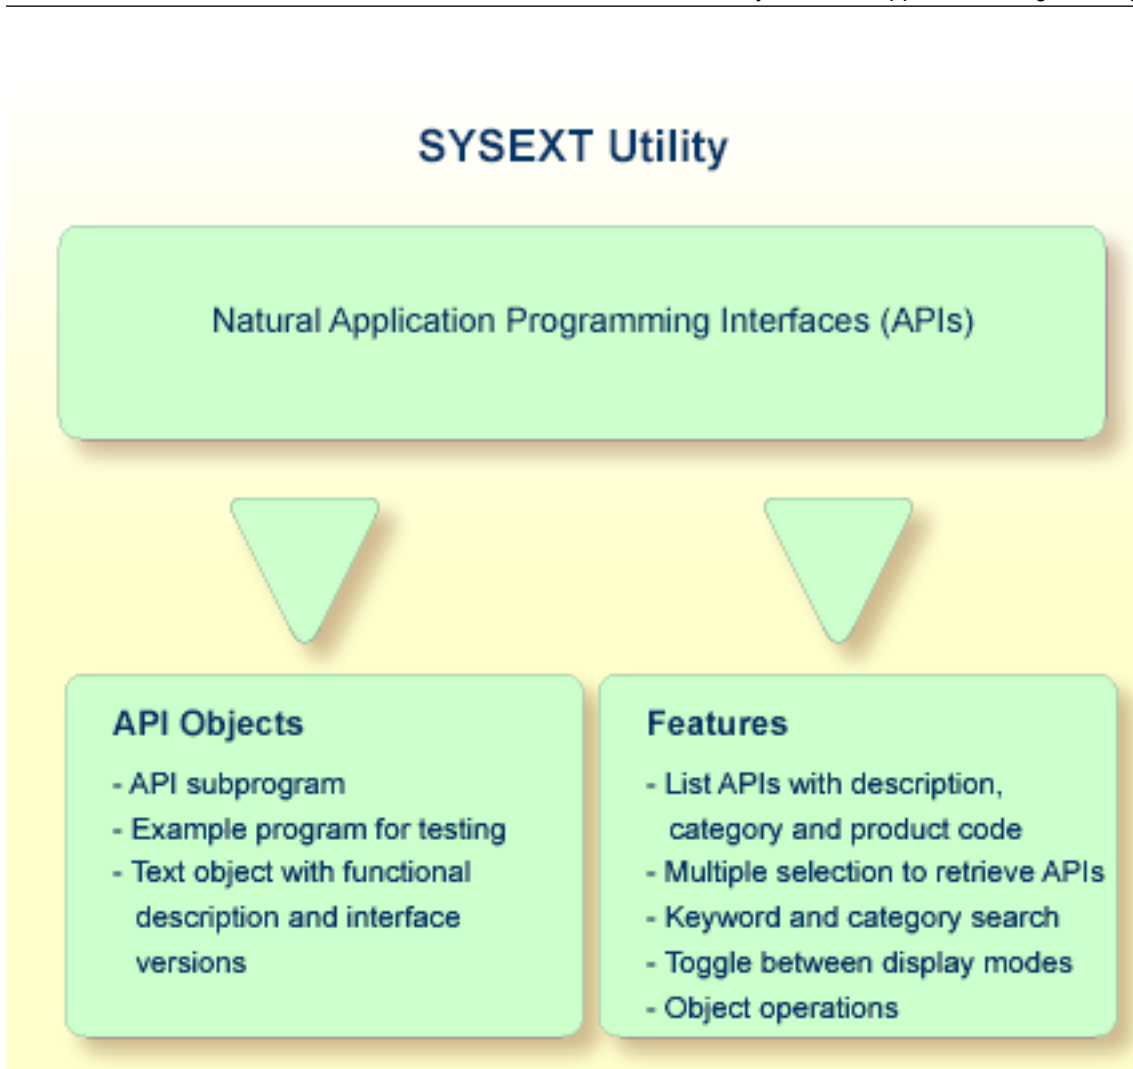 SYSEXT Utility
Natural Application Programming Interfaces (APIs)
API Objects
- API subprogram
- Example program for testing
- Text object with functional
description and interface
versions
Features
- List APIs with description,
category and product code
- Multiple selection to retrieve APIs
- Keyword and category search
- Toggle between display modes
- Object operations